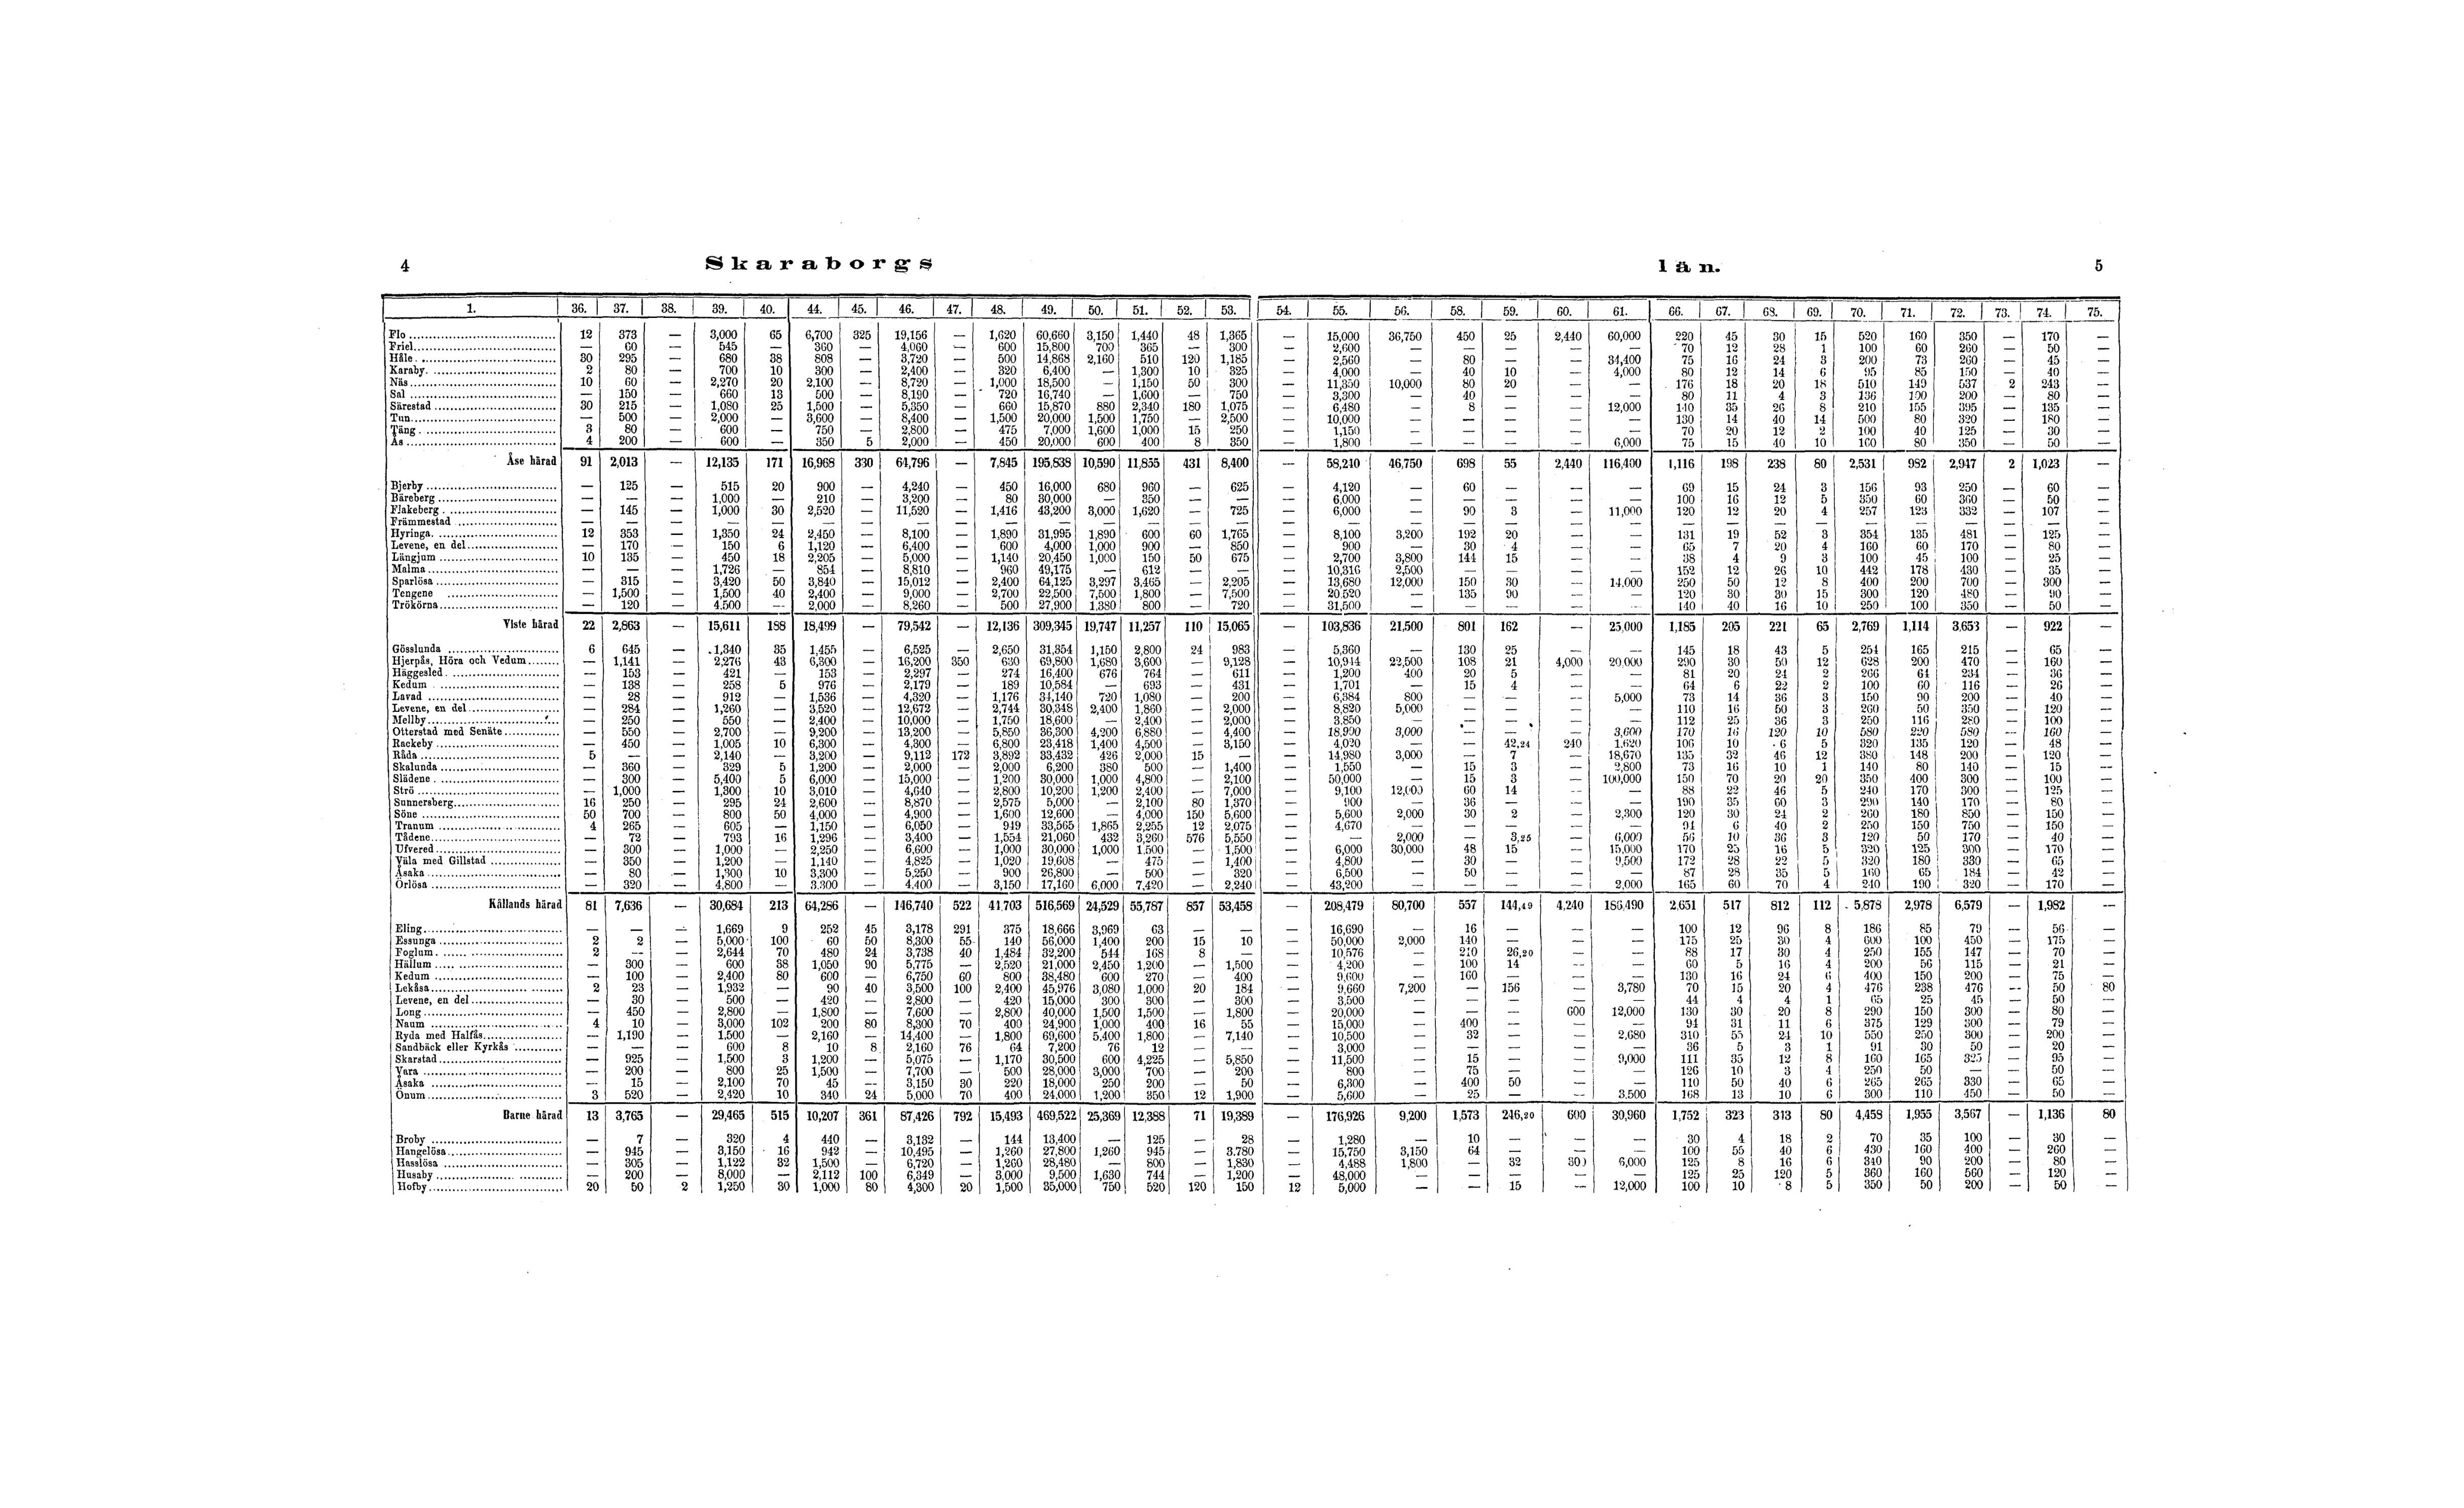 4 Skaraborgs län. 5
1. 36. 37. 38. 39. 40. 44. 45. 46. 47. 48. 49. 50. 51. 52. 53. 54. 55. 56. 58. 59. 60. 61. 66. 67. 68. 69. 70. 71. 72. 73. 74. 75.
Flo 12 373 — 3,000 65 6,700 325 19,156 — 1,620 60,660 3,150 1,440 48 1,365 — 15,000 36,750 450 25 2,440 60,000 220 45 30 15 520 160 350 — 170 —
Friel — 60 — 545 — 360 — 4,060 — 600 15,800 700 365 — 300 — 2,600 — — — — — 70 12 28 1 100 60 260 — 50 —
Håle 30 295 — 680 38 808 — 3,720 — 500 14,868 2,160 510 120 1,185 — 2,560 — 80 — — 34,400 75 16 24 3 200 73 260 — 45 —
Karaby 2 80 — 700 10 300 — 2,400 — 320 6,400 — 1,300 10 325 — 4,000 — 40 10 — 4,000 80 12 14 6 95 85 150 — 40 —
Näs 10 60 — 2,270 20 2,100 — 8,720 — 1,000 18,500 — 1,150 50 300 — 11,350 10,000 80 20 — — 176 18 20 18 510 149 537 2 243 —
Sal — 150 — 660 13 500 — 8,190 — 720 16,740 — 1,600 — 750 — 3,300 — 40 — — — 80 11 4 3 136 100 200 — 80 —
Särestad 30 215 — 1,080 25 1,500 — 5,350 — 660 15,870 880 2,340 180 1,075 — 6,480 — 8 — — 12,000 140 35 26 8 210 155 395 — 135 —
Tun — 500 — 2,000 — 3,600 — 8,400 — 1,500 20,000 1,500 1,750 — 2,500 — 10,000 — — — — — 130 14 40 14 500 80 320 — 180 —
Täng 3 80 — 600 — 750 — 2,800 — 475 7,000 1,600 1,000 15 250 — 1,150 — — — — — 70 20 12 2 100 40 125 — 30 —
Ås 4 200 — 600 — 350 5 2,000 — 450 20,000 600 400 8 350 — 1,800 — — — — 6,000 75 15 40 10 160 80 350 — 50 —
Åse härad 91 2,013 — 12,135 171 16,968 330 64,796 — 7,845 195,838 10,590 11,855 431 8,400 — 58,240 46,750 698 55 2,440 116,400 1,116 198 238 80 2,531 982 2,947 2 1,023 —
Bjerby — 125 — 515 20 900 — 4,240 — 450 16,000 680 960 — 625 — 4,120 — 60 — — — 69 15 24 3 156 93 250 — 60 —
Bäreberg — — — 1,000 — 210 — 3,200 — 80 30,000 — 350 — — — 6,000 — — — — — 100 16 12 5 350 60 360 — 50 —
Flakeberg — 145 — 1,000 30 2,520 — 11,520 — 1,416 43,200 3,000 1,620 — 725 — 6,000 — 90 3 — 11,000 120 12 20 4 257 123 332 — 107 —
Främmestad — — — — — — — — — — — — — — — — — — — — — — — — — — — — — — — —
Hyringa 12 353 — 1,350 24 2,450 — 8,100 — 1,890 31,995 1,890 600 60 1,765 — 8,100 3,200 192 20 — — 131 19 52 3 354 135 481 — 125 —
Levene, en del — 170 — 150 6 1,120 — 6,400 — 600 4,000 1,000 900 — 850 — 900 — 30 4 — — 65 7 20 4 160 60 170 — 80 —
Längjum 10 135 — 450 18 2,205 — 5,000 — 1,140 20,450 1,000 150 50 675 — 2,700 3,800 144 15 — — 38 4 9 3 100 45 100 — 25 —
Malma — — — 1,726 — 854 — 8,810 — 960 49,175 — 612 — — — 10,316 2,500 — — — — 152 12 26 10 442 178 430 — 35 —
Sparlösa — 315 — 3,420 50 3,840 — 15,012 — 2,400 64,125 3,297 3,465 — 2,205 — 13,680 12,000 150 30 — 14,000 250 50 12 8 400 200 700 — 300 —
Tengene — 1,500 — 1,500 40 2,400 — 9,000 — 2,700 22,500 7,500 1,800 — 7,500 — 20,520 — 135 90 — — 120 30 30 15 300 120 480 — 90 —
Trökörna — 120 — 4,500 — 2,000 — 8,260 — 500 27,900 1,380 800 — 720 — 31,500 — — — — — 140 40 16 10 250 100 350 — 50 —
Viste härad 22 2,863 — 15,611 188 18,499 — 79,542 — 12,136 309,345 19,747 11,257 110 15,065 — 103,836 21,500 801 162 — 25,000 1,185 205 221 65 2,769 1,114 3,653 — 922 —
Gösslunda 6 645 — 1,340 35 1,455 — 6,525 — 2,650 31,354 1,150 2,800 24 983 — 5,360 — 130 25 — — 145 18 43 5 254 165 215 — 65 —
Hjerpås, Höra och Vedum — 1,141 — 2,276 43 6,300 — 16,200 350 630 69,800 1,680 3,600 — 9,128 — 10,944 22,500 108 21 4,000 20,000 290 30 50 12 628 200 470 — 160 —
Häggesled — 153 — 421 — 153 — 2,297 — 274 16,400 676 764 — 611 — 1,200 400 20 5 — — 81 20 24 2 266 64 234 — 36 —
Kedum — 138 — 258 5 976 — 2,179 — 189 10,584 — 693 — 431 — 1,701 — 15 4 — — 64 6 22 2 100 60 116 — 26 —
Lavad — 28 — 912 — 1,536 — 4,320 — 1,176 34,140 720 1,080 — 200 — 6,384 800 — — — 5,000 73 14 36 3 150 90 200 — 40 —
Levene, en del — 284 — 1,260 — 3,520 — 12,672 — 2,744 30,348 2,400 1,860 — 2,000 — 8,820 5,000 — — — — 110 16 50 3 260 50 350 — 120 —
Mellby — 250 — 550 — 2,400 — 10,000 — 1,750 18,600 — 2,400 — 2,000 — 3,850 — — — — — 112 25 36 3 250 116 280 — 100 —
Otterstad med Senäte — 550 — 2,700 — 9,200 — 13,200 — 5,850 36,300 4,200 6,880 — 4,400 — 18,990 3,000 — — — 3,600 170 16 120 10 580 220 580 — 160 —
Rackeby — 450 — 1,005 10 6,300 — 4,300 — 6,800 23,418 1,400 4,500 — 3,150 — 4,020 — — 42,24 240 1,620 106 10 6 5 320 135 120 — 48 —
Råda 5 — — 2,140 — 3,200 — 9,112 172 3,892 33,432 426 2,000 15 — — 14,980 3,000 — 7 — 18,670 135 32 46 12 380 148 200 — 120 —
Skalunda — 360 — 329 5 1,200 — 2,000 — 2,000 6,200 380 500 — 1,400 — 1,550 — 15 3 — 2,800 73 16 10 1 140 80 140 — 15 —
Slädene — 300 — 5,400 5 6,000 — 15,000 — 1,200 30,000 1,000 4,800 — 2,100 — 50,000 — 15 3 — 100,000 150 70 20 20 350 400 300 — 100 —
Strö — 1,000 — 1,300 10 3,010 — 4,640 — 2,800 10,200 1,200 2,400 — 7,000 — 9,100 12,000 60 14 — — 88 22 46 5 240 170 300 — 125 —
Sunnersberg 16 250 — 295 24 2,600 — 8,870 — 2,575 5,000 — 2,100 80 1,370 — 900 — 36 — — — 190 35 60 3 290 140 170 — 80 —
Söne 50 700 — 800 50 4,000 — 4,900 — 1,600 12,600 — 4,000 150 5,600 — 5,600 2,000 30 2 — 2,300 120 30 24 2 260 180 850 — 150 —
Tranum 4 265 — 605 — 1,150 — 6,050 — 949 33,565 1,865 2,255 12 2,075 — 4,670 — — — — — 91 6 40 2 250 150 750 — 150 —
Tådene — 72 — 793 16 1,296 — 3,400 — 1,554 21,060 432 3,260 576 5,550 — — 2,000 — 3,25 — 6,000 56 10 36 3 120 50 170 — 40 —
Ufvered — 300 — 1,000 — 2,250 — 6,600 — 1,000 30,000 1,000 1,500 — 1,500 — 6,000 30,000 48 15 — 15,000 170 25 16 5 320 125 300 — 170 —
Väla med Gillstad — 350 — 1,200 — 1,140 — 4,825 — 1,020 19,608 — 475 — 1,400 — 4,800 — 30 — — 9,500 172 28 22 5 320 180 330 — 65 —
Åsaka — 80 — 1,300 10 3,300 — 5,250 — 900 26,800 — 500 — 320 — 6,500 — 50 — — — 87 28 35 5 160 65 184 — 42 —
Örlösa — 320 — 4,800 — 3,300 — 4,400 — 3,150 17,160 6,000 7,420 — 2,240 — 43,200 — — — — 2,000 165 60 70 4 240 190 320 — 170 —
Kållands härad 81 7,636 — 30,684 213 64,286 — 146,740 522 41,703 516,569 24,529 55,787 857 53,458 — 208,479 80,700 557 144,49 4,240 186,490 2,651 517 812 112 5,878 2,978 6,579 — 1,982 —
Eling — — — 1,669 9 252 45 3,178 291 375 18,666 3,969 63 — — — 16,690 — 16 — — — 100 12 96 8 186 85 79 — 56 —
Essunga 2 2 — 5,000 100 60 50 8,300 55 140 56,000 1,400 200 15 10 — 50,000 2,000 140 — — — 175 25 30 4 600 100 450 — 175 —
Foglum 2 — — 2,644 70 480 24 3,738 40 1,484 32,200 544 168 8 — — 10,576 — 210 26,20 — — 88 17 30 4 250 155 147 — 70 —
Hällum — 300 — 600 38 1,050 90 5,775 — 2,520 21,000 2,450 1,200 — 1,500 — 4,200 — 100 14 — — 60 5 16 4 200 56 115 — 21 —
Kedum — 100 — 2,400 80 600 — 6,750 60 800 38,480 600 270 — 400 — 9,600 — 160 — — — 130 16 24 6 400 150 200 — 75 —
Lekåsa 2 23 — 1,932 — 90 40 3,500 100 2,400 45,976 3,080 1,000 20 184 — 9,660 7,200 — 156 — 3,780 70 15 20 4 476 238 476 — 50 80
Levene, en del — 30 — 500 — 420 — 2,800 — 420 15,000 300 300 — 300 — 3,500 — — — — — 44 4 4 1 65 25 45 — 50 —
Long — 450 — 2,800 — 1,800 — 7,600 — 2,800 40,000 1,500 1,500 — 1,800 — 20,000 — — — 600 12,000 130 30 20 8 290 150 300 — 80 —
Naum 4 10 — 3,000 102 200 80 8,300 70 400 24,900 1,000 400 16 55 — 15,000 — 400 — — — 94 31 11 6 375 129 300 — 79 —
Ryda med Halfås — 1,190 — 1,500 — 2,160 — 14,400 — 1,800 69,600 5,400 1,800 — 7,140 — 10,500 — 32 — — 2,680 310 55 24 10 550 250 300 — 200 —
Sandbäck eller Kyrkås — — — 600 8 10 8 2,160 76 64 7,200 76 12 — — — 3,000 — — — — — 36 5 3 1 91 30 50 — 20 —
Skarstad — 925 — 1,500 3 1,200 — 5,075 — 1,170 30,500 600 4,225 — 5,850 — 11,500 — 15 — — 9,000 111 35 12 8 160 165 325 — 95 —
Vara — 200 — 800 25 1,500 — 7,700 — 500 28,000 3,000 700 — 200 — 800 — 75 — — — 126 10 3 4 250 50 — — 50 —
Åsaka — 15 — 2,100 70 45 — 3,150 30 220 18,000 250 200 — 50 — 6,300 — 400 50 — — 110 50 40 6 265 265 330 — 65 —
Önum 3 520 — 2,420 10 340 24 5,000 70 400 24,000 1,200 350 12 1,900 — 5,600 — 25 — — 3,500 168 13 10 6 300 110 450 — 50 —
Barne härad 13 3,765 — 29,465 515 10,207 361 87,426 792 15,493 469,522 25,369 12,388 71 19,389 — 176,926 9,200 1,573 246,20 600 30,960 1,752 323 313 80 4,458 1,955 3,567 — 1,136 80
Broby — 7 — 320 4 440 — 3,132 — 144 13,400 — 125 — 28 — 1,280 — 10 — — — 30 4 18 2 70 35 100 — 30 —
Hangelösa — 945 — 3,150 16 942 — 10,495 — 1,260 27,800 1,260 945 — 3,780 — 15,750 3,150 64 — — — 100 55 40 6 430 160 400 — 260 —
Hasslösa — 305 — 1,122 32 1,500 — 6,720 — 1,260 28,480 — 800 — 1,830 — 4,488 1,800 — 32 30) 6,000 125 8 16 6 340 90 200 — 80 —
Husaby — 200 — 8,000 — 2,112 100 6,349 — 3,000 9,500 1,630 744 — 1,200 — 48,000 — — — — — 125 25 120 5 360 160 560 — 120 —
Hofby 20 50 2 1,250 30 1,000 80 4,300 20 1,500 35,000 750 520 120 150 12 5,000 — — 15 — 12,000 100 10 8 5 350 50 200 — 50 —